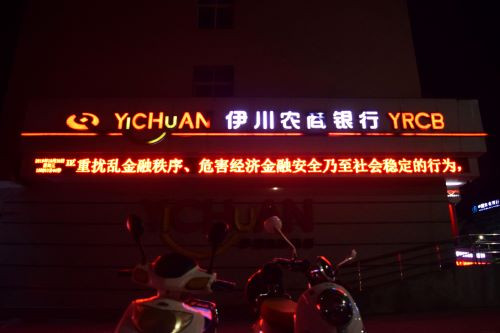 YiCHuAN 伊川农商银行 YRCB
重扰乱金融秩序、危害经济金融安全乃至社会稳定的行为,
YiCHuAN